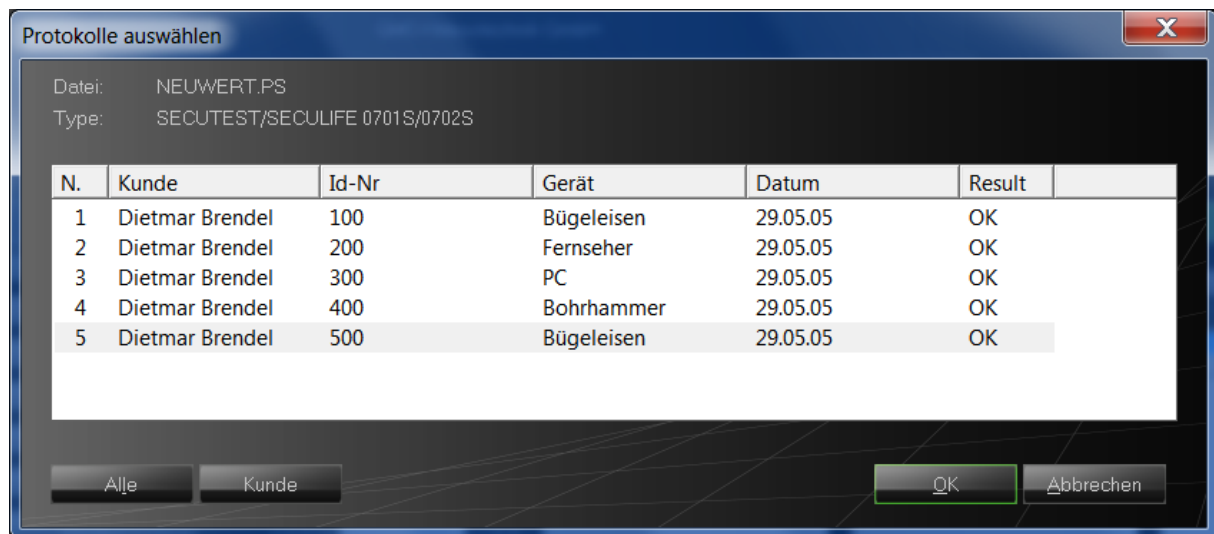 Protokolle auswählen
X
Datei: NEUWERT.PS
Type: SECUTEST/SECULIFE 0701S/0702S
N. Kunde Id-Nr Gerät Datum Result
1 Dietmar Brendel 100 Bügeleisen 29.05.05 OK
2 Dietmar Brendel 200 Fernseher 29.05.05 OK
3 Dietmar Brendel 300 PC 29.05.05 OK
4 Dietmar Brendel 400 Bohrhammer 29.05.05 OK
5 Dietmar Brendel 500 Bügeleisen 29.05.05 OK
Alle Kunde OK Abbrechen